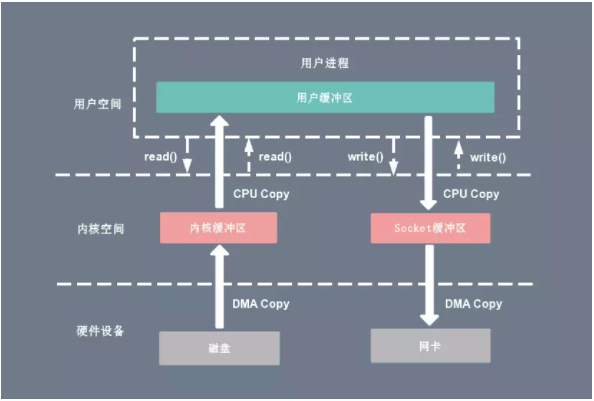 用户进程
用户缓冲区
用户空间
read()
read()
write()
write()
CPU Copy
CPU Copy
内核空间
内核缓冲区
Socket缓冲区
DMA Copy
DMA Copy
硬件设备
磁盘
网卡